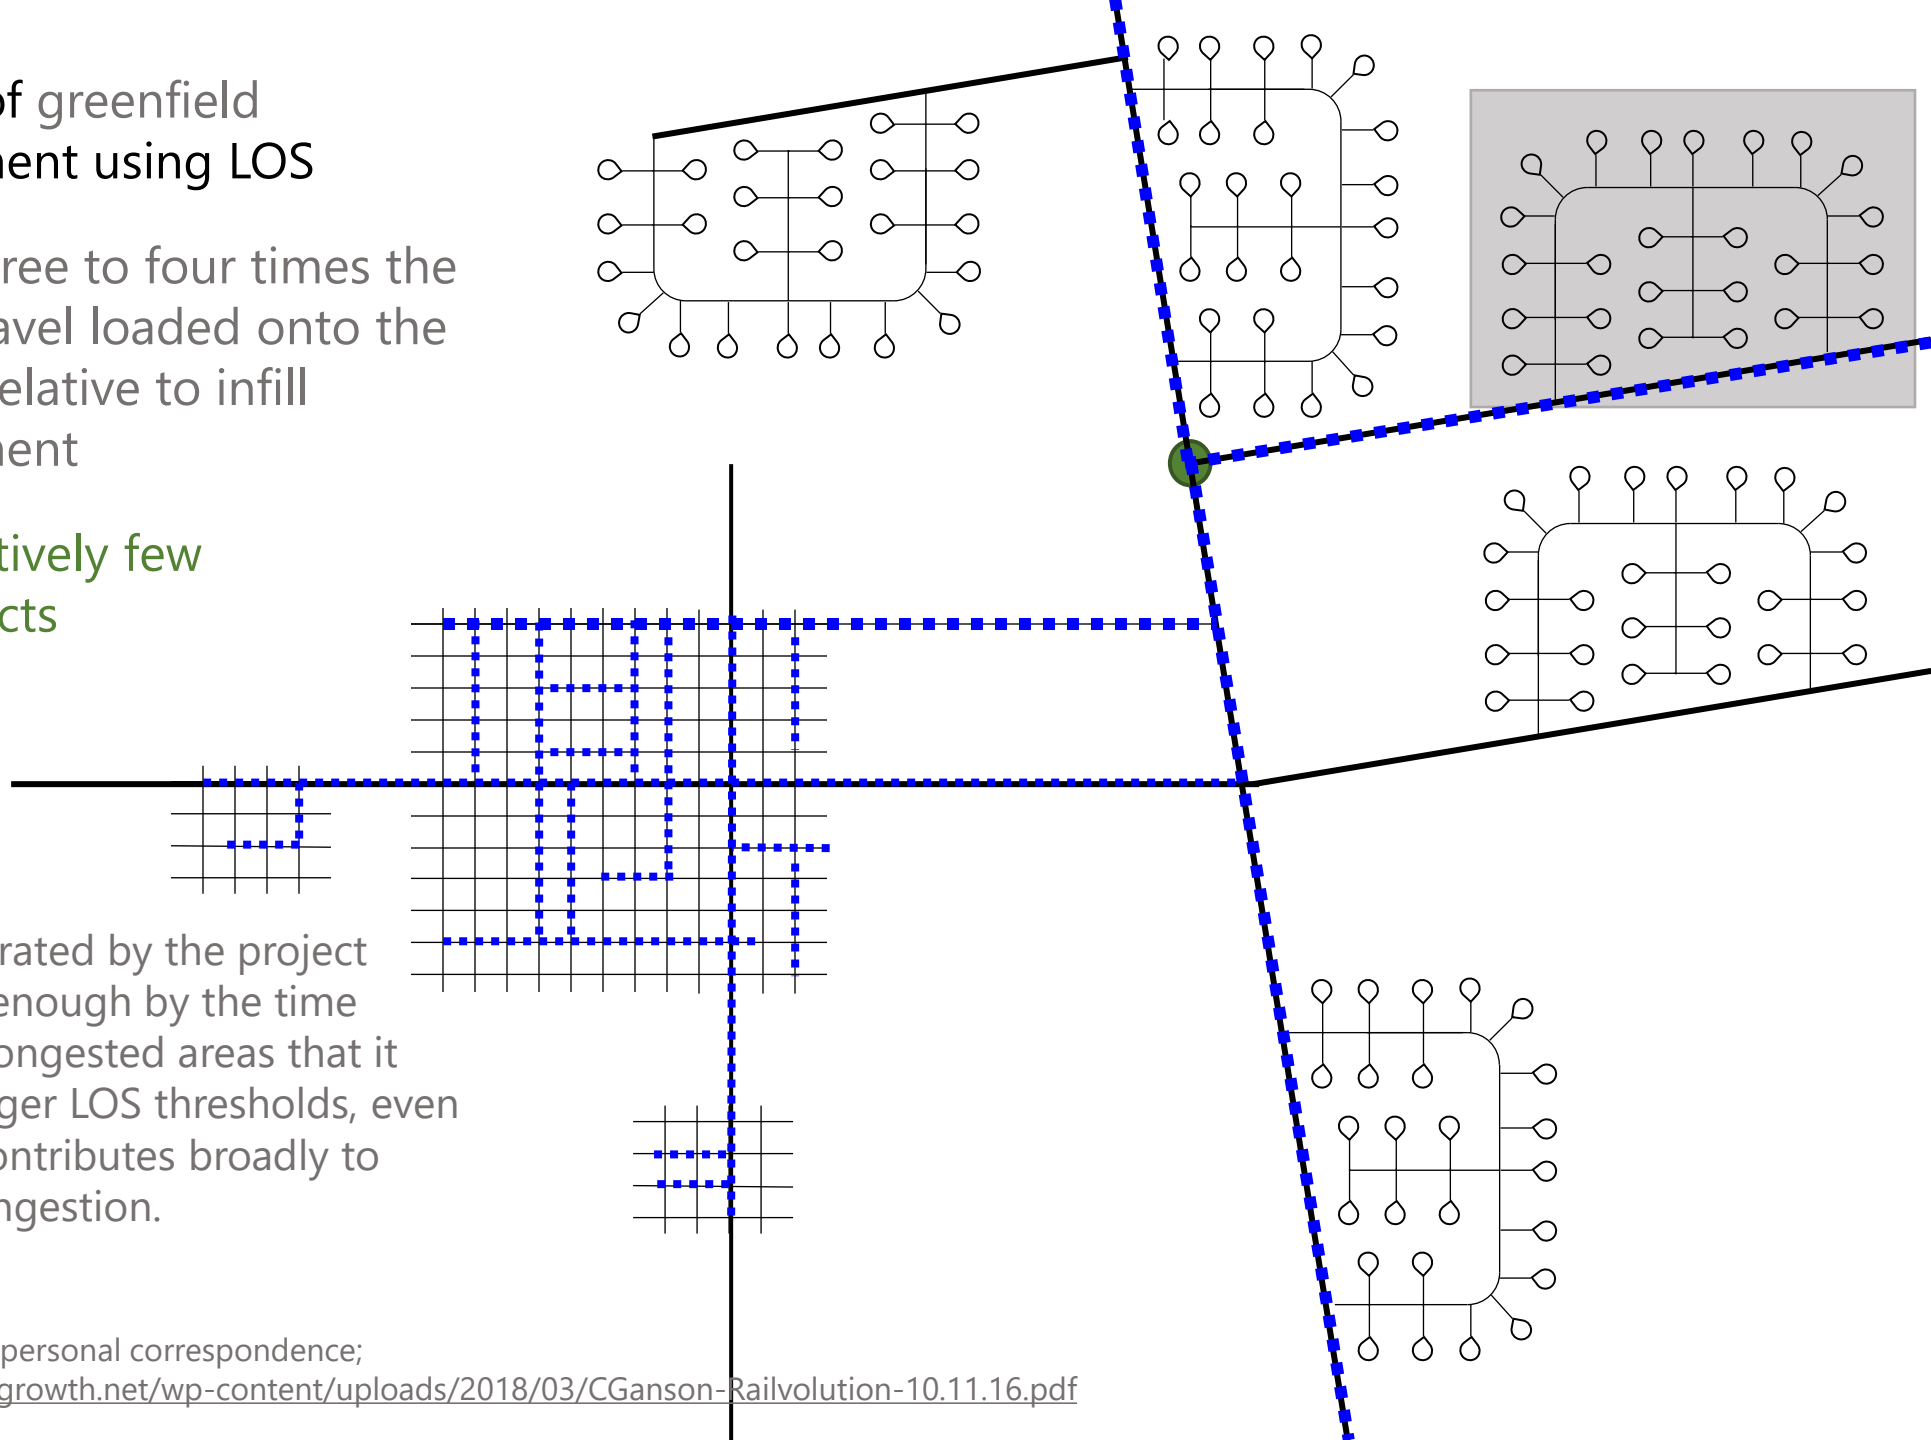 of greenfield
ment using LOS
ree to four times the
avel loaded onto the
elative to infill
ment
tively few
cts
rated by the project
enough by the time
ongested areas that it
ger LOS thresholds, even
ontributes broadly to
ngestion.
personal correspondence;
growth.net/wp-content/uploads/2018/03/CGanson-Railvolution-10.11.16.pdf